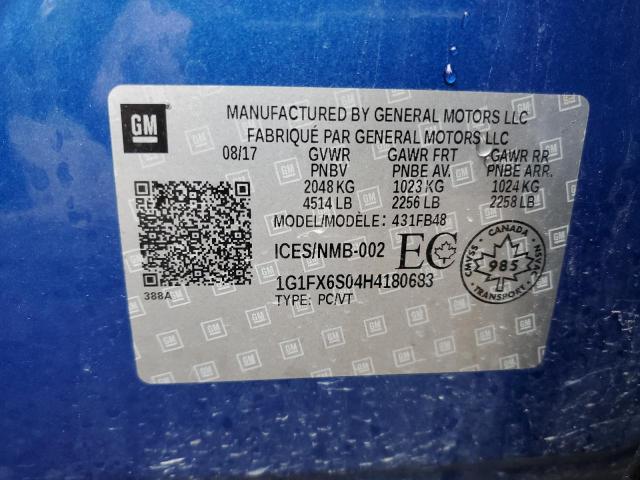 GM
MANUFACTURED BY GENERAL MOTORS LLC
FABRIQUÉ PAR GENERAL MOTORS LLC
08/17 GVWR GAWR FRT GAWR RR
PNBV PNBE AV. PNBE ARR.
2048 KG 1023 KG 1024 KG
4514 LB 2256 LB 2258 LB
MODEL/MODÈLE: 431FB48
ICES/NMB-002 EC
CANADA
SVNAC 985 NSVAC
TRANSPORT
1G1FX6S04H4180683
TYPE: PC/VT
388A